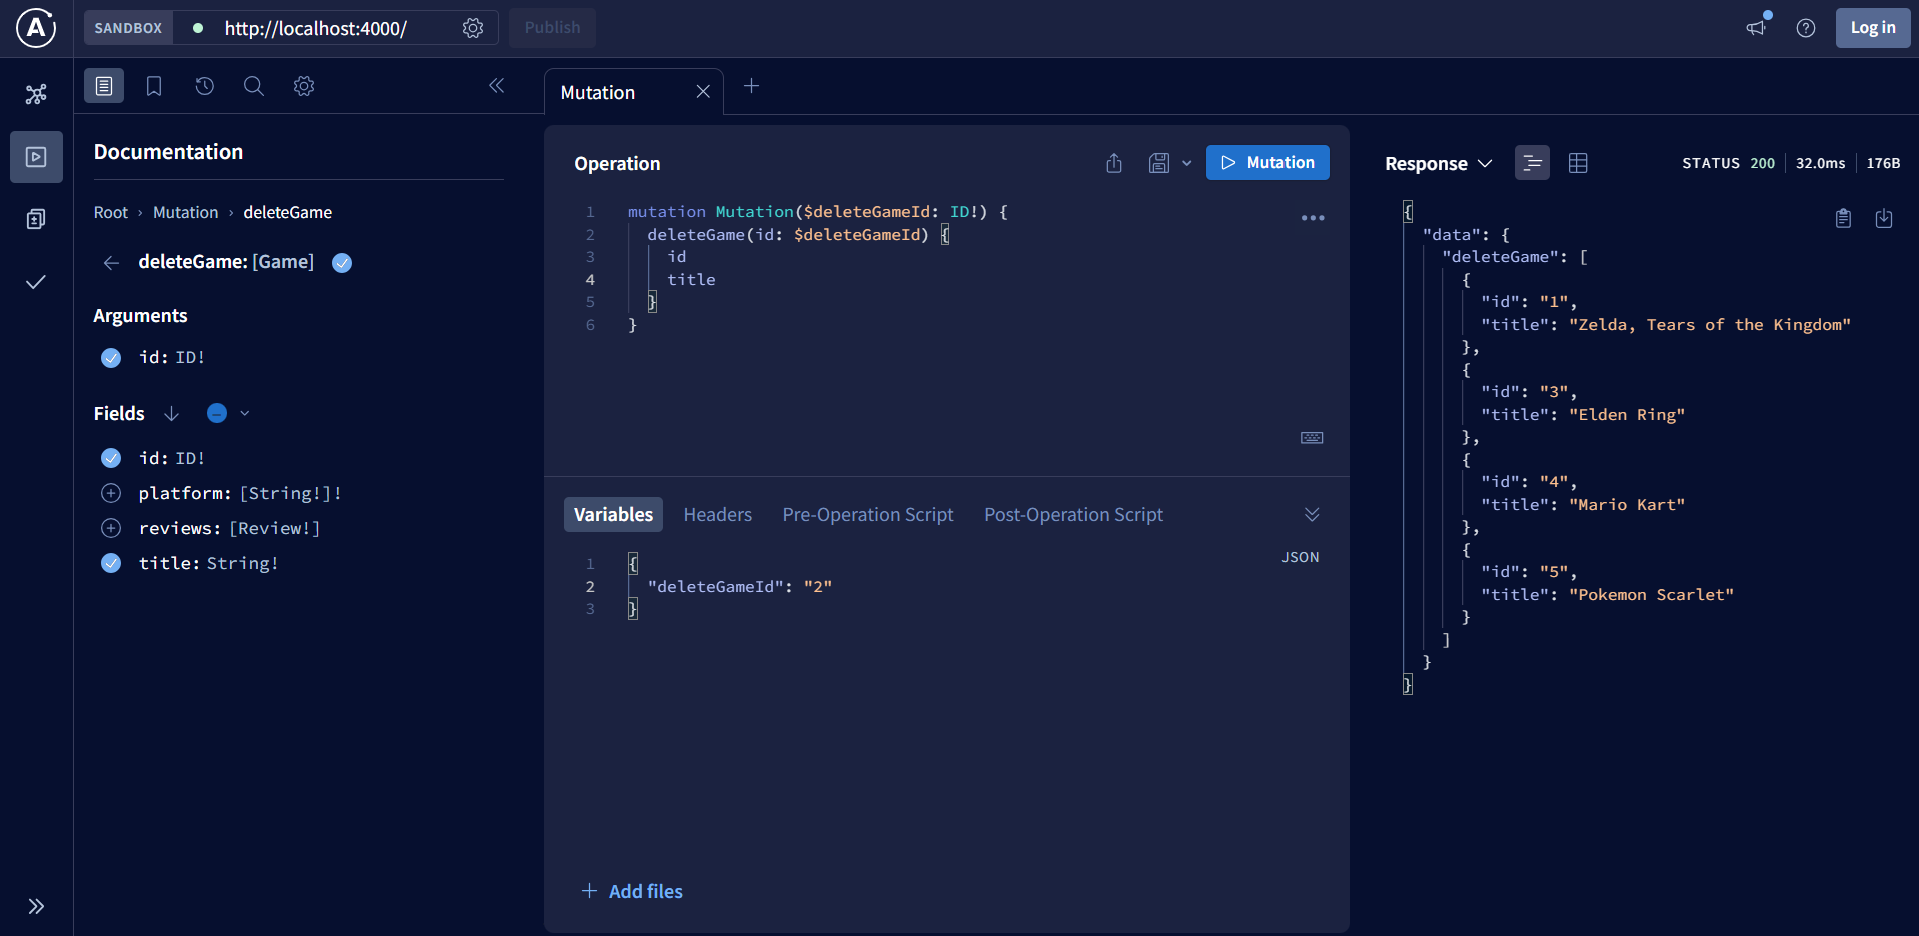 SANDBOX http://localhost:4000/ Publish Log in
Documentation
Root › Mutation › deleteGame
deleteGame: [Game]
Arguments
id: ID!
Fields
id: ID!
platform: [String!]!
reviews: [Review!]
title: String!
Mutation
Operation
Mutation
1 mutation Mutation($deleteGameId: ID!) {
2 deleteGame(id: $deleteGameId) {
3 id
4 title
5 }
6 }
Variables Headers Pre-Operation Script Post-Operation Script
JSON
1 {
2 "deleteGameId": "2"
3 }
Add files
Response STATUS 200 32.0ms 176B
{
"data": {
"deleteGame": [
{
"id": "1",
"title": "Zelda, Tears of the Kingdom"
},
{
"id": "3",
"title": "Elden Ring"
},
{
"id": "4",
"title": "Mario Kart"
},
{
"id": "5",
"title": "Pokemon Scarlet"
}
]
}
}